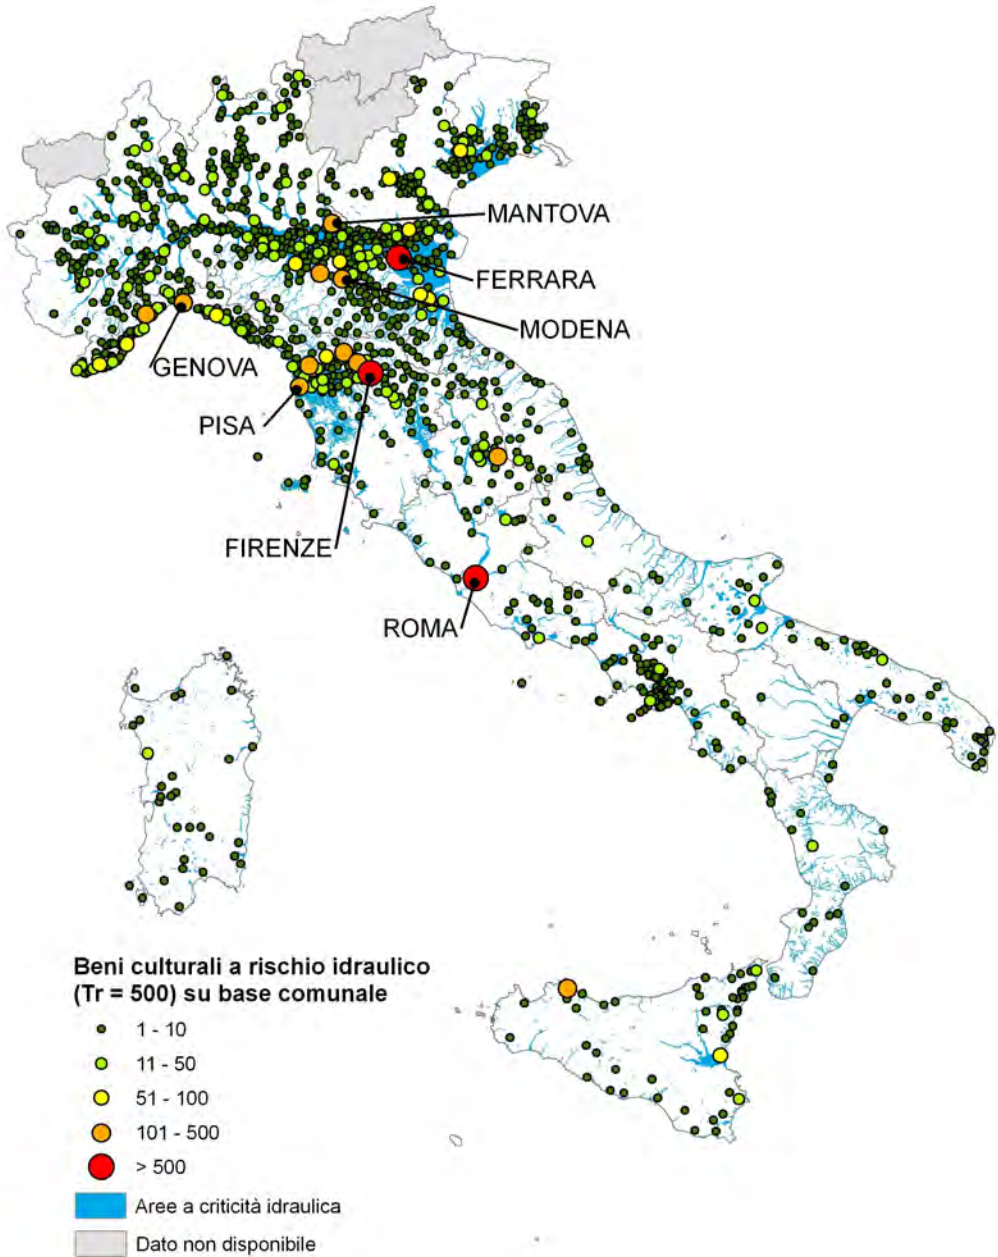 MANTOVA
FERRARA
MODENA
GENOVA
PISA
FIRENZE
ROMA
Beni culturali a rischio idraulico
(Tr = 500) su base comunale
1 - 10
11 - 50
51 - 100
101 - 500
> 500
Aree a criticità idraulica
Dato non disponibile